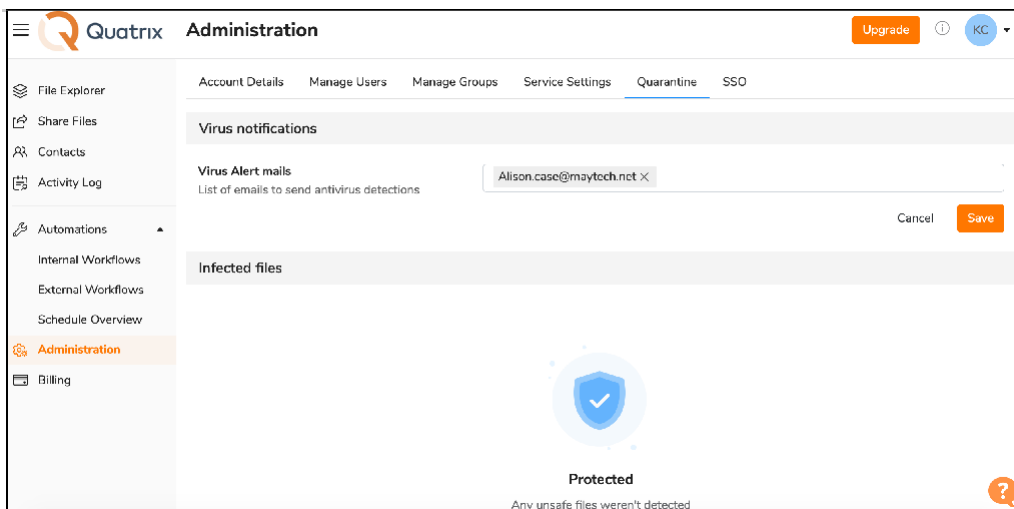 Quatrix
Administration
Upgrade
KC
File Explorer
Share Files
Contacts
Activity Log
Automations
Internal Workflows
External Workflows
Schedule Overview
Administration
Billing
Account Details
Manage Users
Manage Groups
Service Settings
Quarantine
SSO
Virus notifications
Virus Alert mails
List of emails to send antivirus detections
Alison.case@maytech.net ×
Cancel
Save
Infected files
Protected
Any unsafe files weren't detected
?